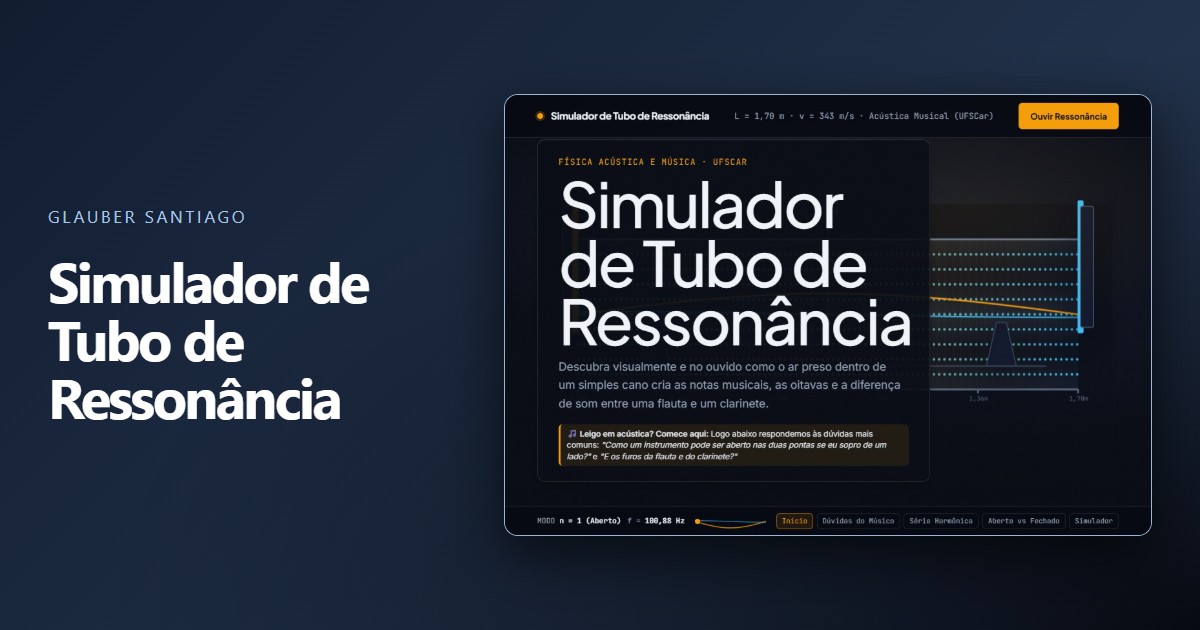 GLAUBER SANTIAGO
Simulador de
Tubo de
Ressonância
Simulador de Tubo de Ressonância
L = 1,70 m · v = 343 m/s · Acústica Musical (UFSCar)
Ouvir Ressonância
FÍSICA ACÚSTICA E MÚSICA · UFSCAR
Simulador
de Tubo de
Ressonância
Descubra visualmente e no ouvido como o ar preso dentro de
um simples cano cria as notas musicais, as oitavas e a diferença
de som entre uma flauta e um clarinete.
🎵 Leigo em acústica? Comece aqui: Logo abaixo respondemos às dúvidas mais
comuns: "Como um instrumento pode ser aberto nas duas pontas se eu sopro de um
lado?" e "E os furos da flauta e do clarinete?"
1,36m
1,70m
MODO n = 1 (Aberto) f = 100,88 Hz
Início
Dúvidas do Músico
Série Harmônica
Aberto vs Fechado
Simulador